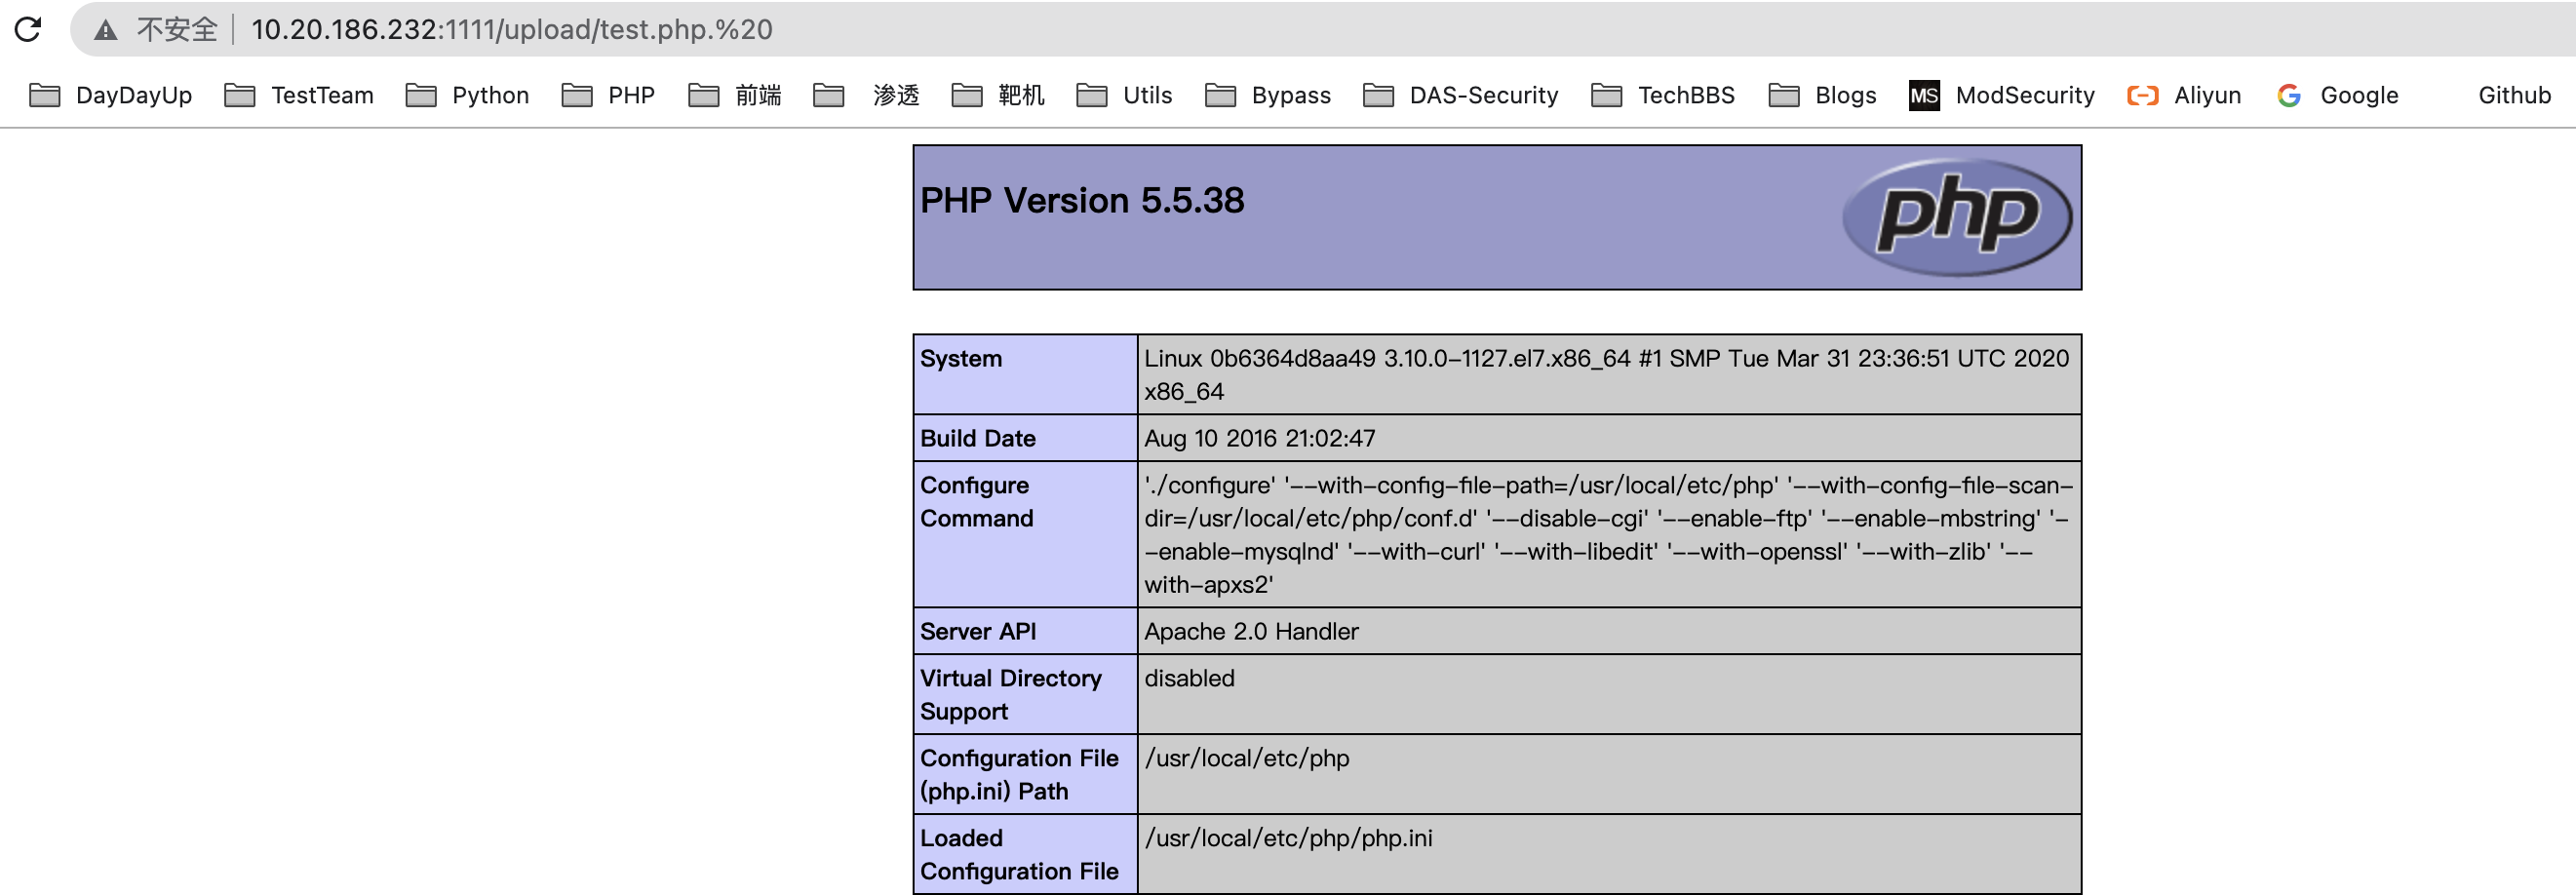 不安全 10.20.186.232:1111/upload/test.php.%20
DayDayUp TestTeam Python PHP 前端 渗透 靶机 Utils Bypass DAS-Security TechBBS Blogs MS ModSecurity Aliyun Google Github
PHP Version 5.5.38
php
System Linux 0b6364d8aa49 3.10.0-1127.el7.x86_64 #1 SMP Tue Mar 31 23:36:51 UTC 2020
x86_64
Build Date Aug 10 2016 21:02:47
Configure './configure' '--with-config-file-path=/usr/local/etc/php' '--with-config-file-scan-
Command dir=/usr/local/etc/php/conf.d' '--disable-cgi' '--enable-ftp' '--enable-mbstring' '-
-enable-mysqlnd' '--with-curl' '--with-libedit' '--with-openssl' '--with-zlib' '--
with-apxs2'
Server API Apache 2.0 Handler
Virtual Directory disabled
Support
Configuration File /usr/local/etc/php
(php.ini) Path
Loaded /usr/local/etc/php/php.ini
Configuration File